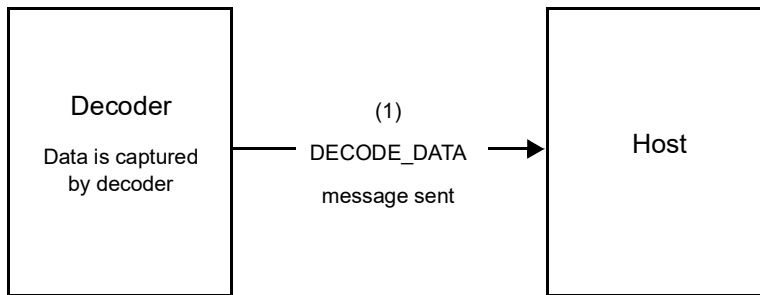 Decoder
Data is captured
by decoder
(1)
DECODE_DATA
message sent
Host